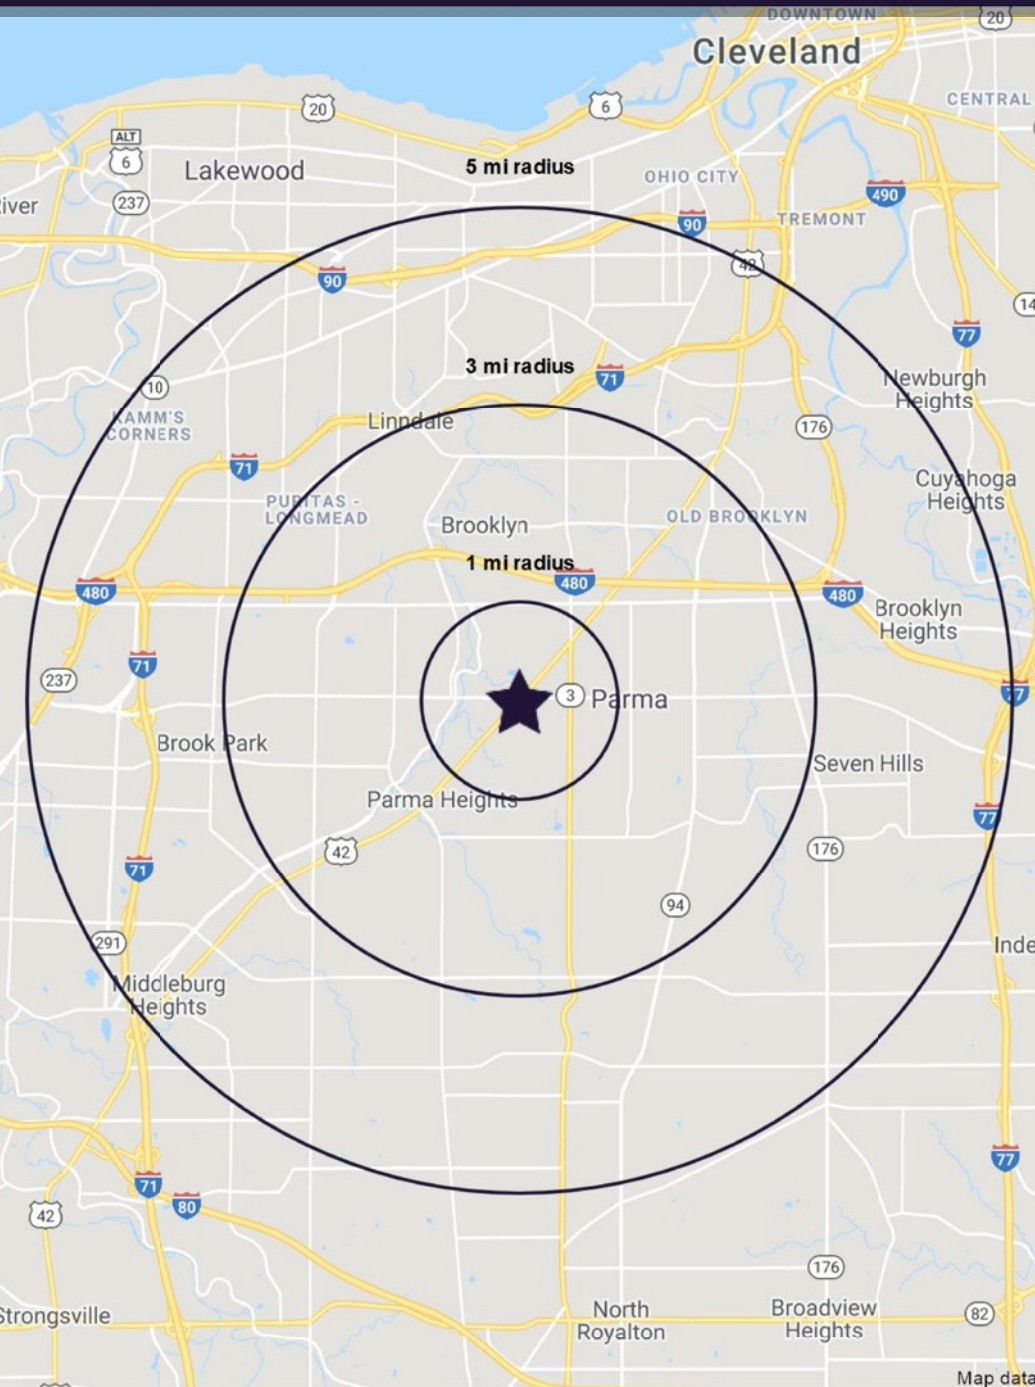 DOWNTOWN
20
Cleveland
20
6
CENTRAL
ALT
6
5 mi radius
Lakewood
OHIO CITY
490
237
TREMONT
90
42
90
14
77
3 mi radius
71
Newburgh
Heights
10
KAMM'S
CORNERS
Linndale
176
71
Cuyahoga
Heights
PURITAS -
LONGMEAD
Brooklyn
OLD BROOKLYN
1 mi radius
480
480
480
Brooklyn
Heights
71
237
3
Parma
77
Brook Park
Seven Hills
Parma Heights
77
42
176
71
94
291
Inde
Middleburg
Heights
77
71
80
42
176
Strongsville
North
Royalton
Broadview
Heights
82
Map data